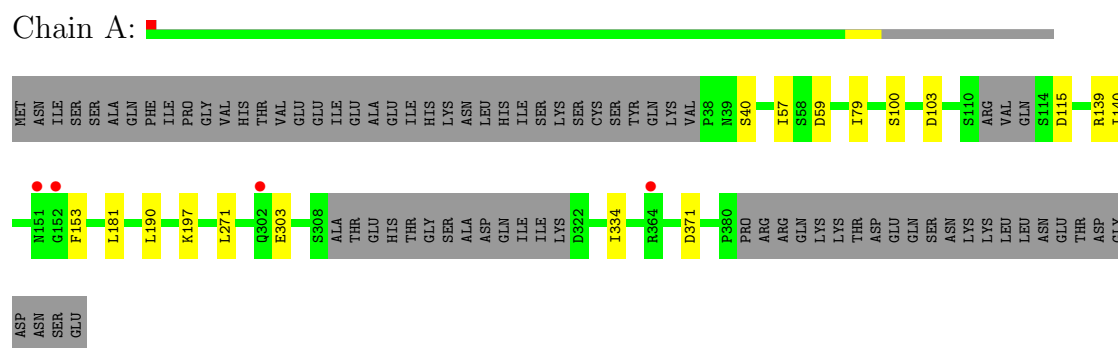 Chain A:
MET ASN ILE SER SER ALA GLN PHE ILE PRO GLY VAL HIS THR VAL GLU GLU ILE GLU ALA GLU ILE HIS LYS ASN LEU HIS ILE SER LYS SER CYS SER TYR GLN LYS VAL P38 N39 S40 I57 S58 D59 I79 S100 D103 S110 ARG VAL GLN S114 D115 R139 I140
N151 G152 F153 L181 L190 K197 L271 Q302 E303 S308 ALA THR GLU HIS THR GLY SER ALA ASP GLN ILE ILE LYS D322 I334 R364 D371 P380 PRO ARG ARG GLN LYS LYS THR ASP GLU GLN SER ASN LYS LYS LEU LEU ASN GLU THR ASP GLY
ASP ASN SER GLU